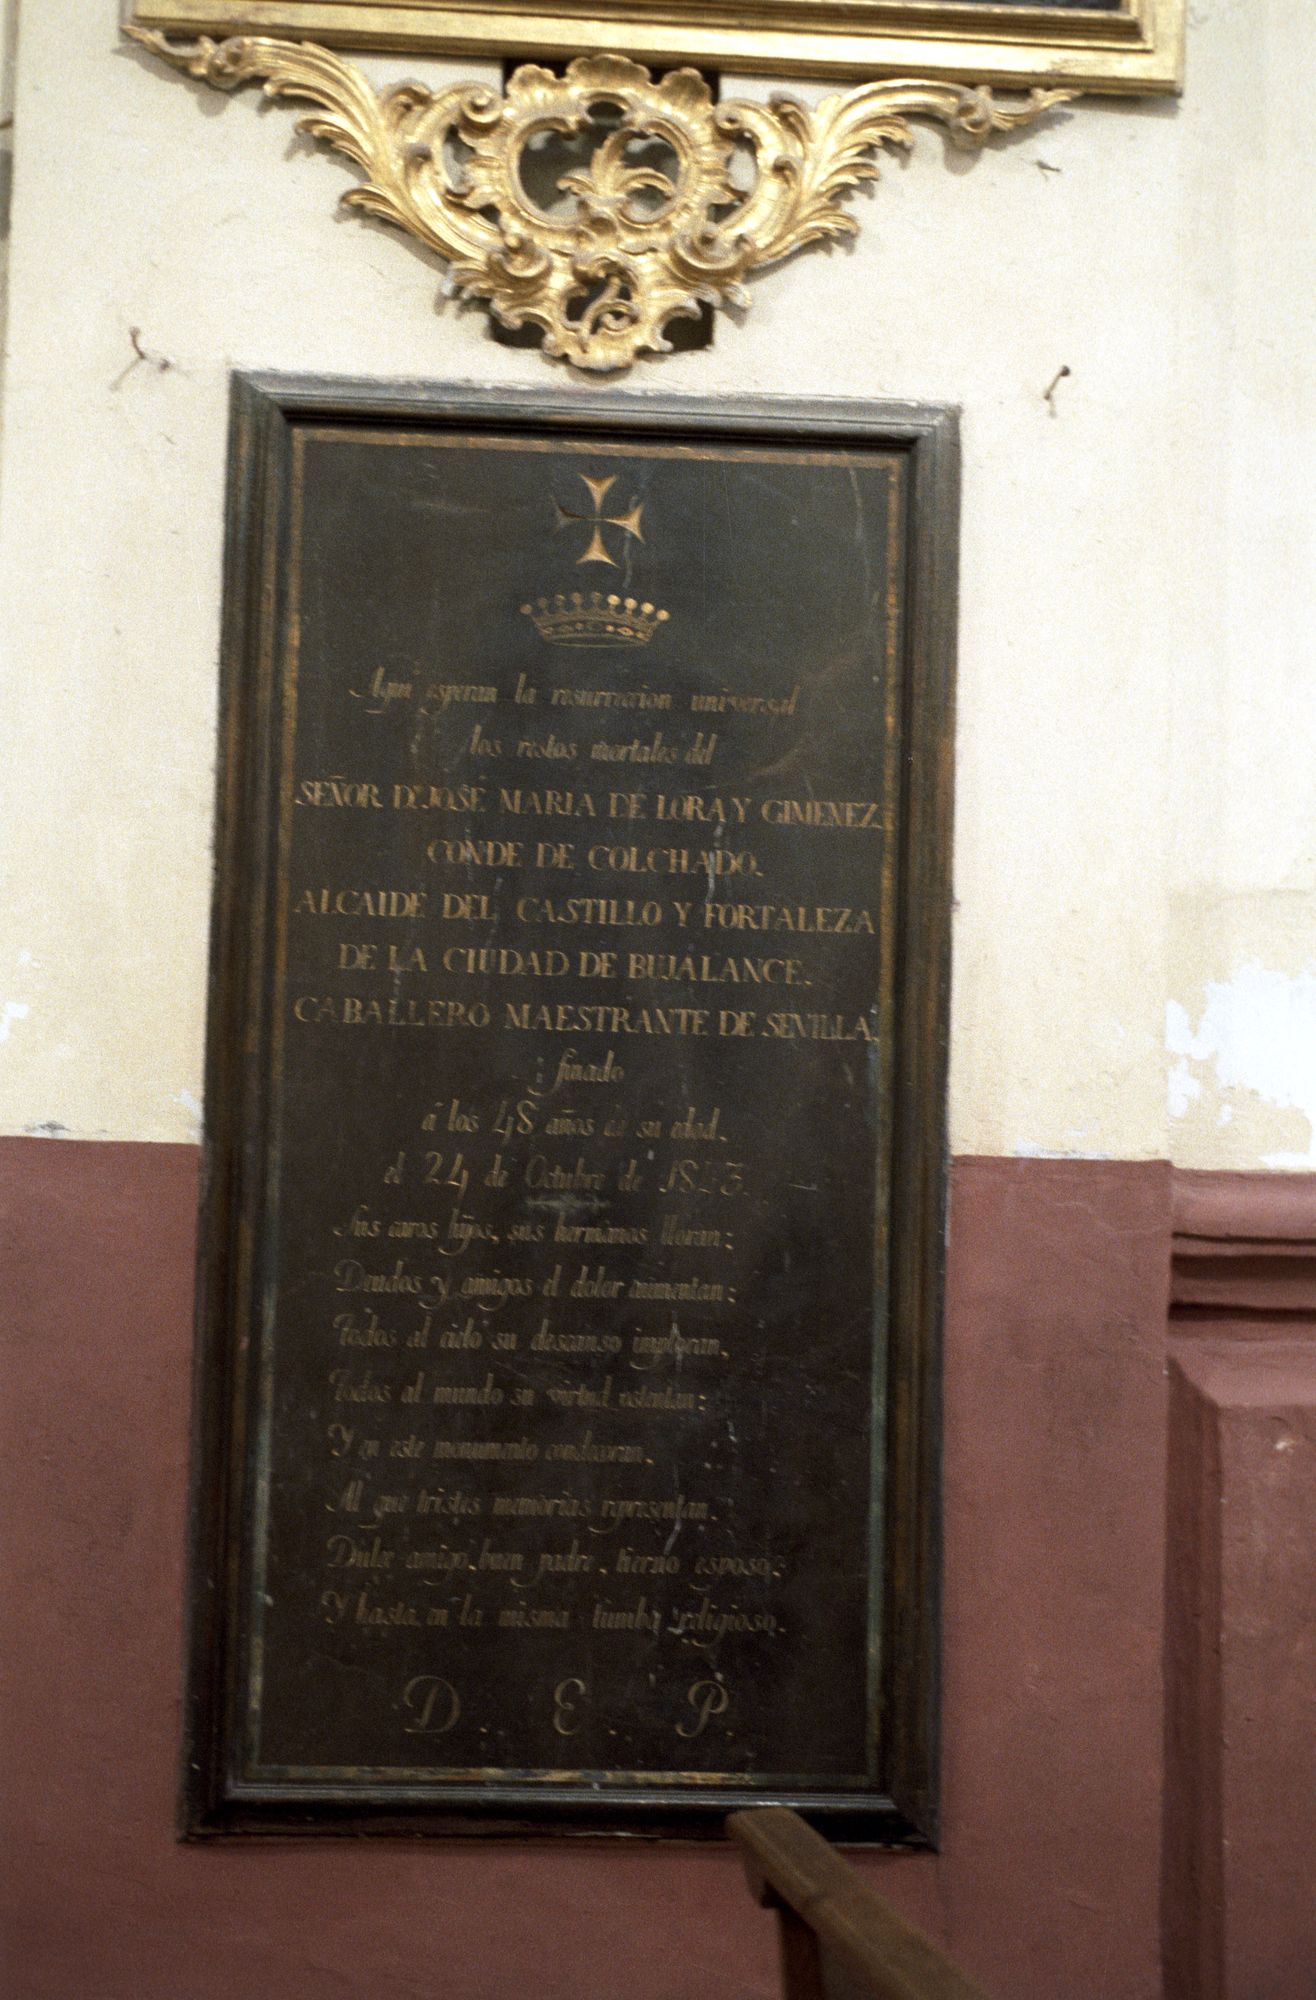 Aqui esperan la resurreccion universal
los restos mortales del
SEÑOR D. JOSÉ MARIA DE LORA Y GIMENEZ,
CONDE DE COLCHADO.
ALCAIDE DEL CASTILLO Y FORTALEZA
DE LA CIUDAD DE BUJALANCE.
CABALLERO MAESTRANTE DE SEVILLA.
finado
á los 48 años de su edad.
el 24 de Octubre de
Sus caros hijos, sus hermanos lloran:
Deudos y amigos el dolor aumentan:
Todos al cielo su descanso imploran.
Todos al mundo su virtud ostentan:
Y en este monumento condecoran.
Al que tristes memorias representan.
Dulce amigo, buen padre, tierno esposo.
Y hasta en la misma tumba religioso.
D. E. P.